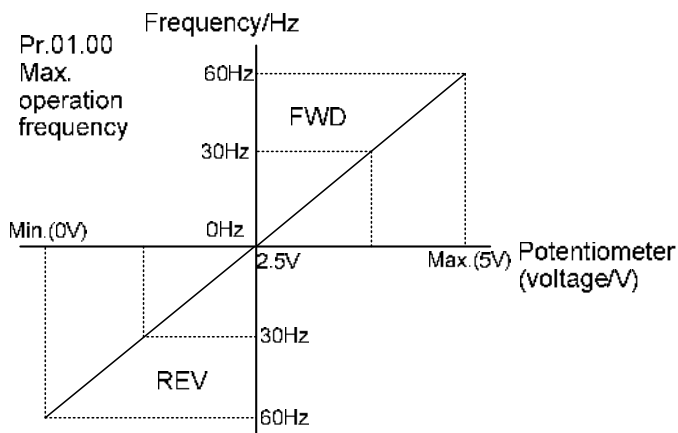 Frequency/Hz
Pr.01.00
Max.
operation
frequency
60Hz
FWD
30Hz
Min.(0V)
0Hz
2.5V
Max.(5V)
Potentiometer
(voltage/V)
30Hz
REV
60Hz